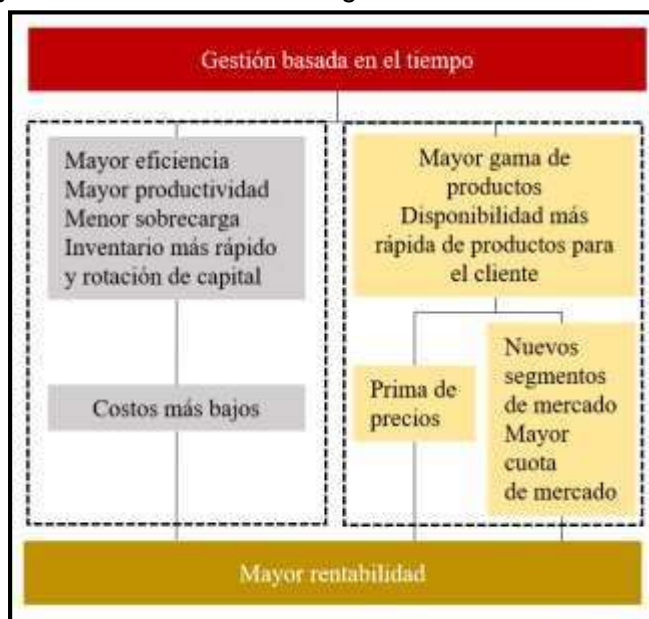 Gestión basada en el tiempo
Mayor eficiencia
Mayor productividad
Menor sobrecarga
Inventario más rápido
y rotación de capital
Mayor gama de
productos
Disponibilidad más
rápida de productos para
el cliente
Costos más bajos
Prima de
precios
Nuevos
segmentos
de mercado
Mayor
cuota
de mercado
Mayor rentabilidad